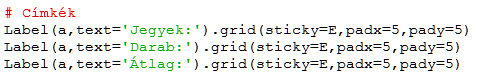 # Címkék
Label(a,text='Jegyek:').grid(sticky=E,padx=5,pady=5)
Label(a,text='Darab:').grid(sticky=E,padx=5,pady=5)
Label(a,text='Átlag:').grid(sticky=E,padx=5,pady=5)